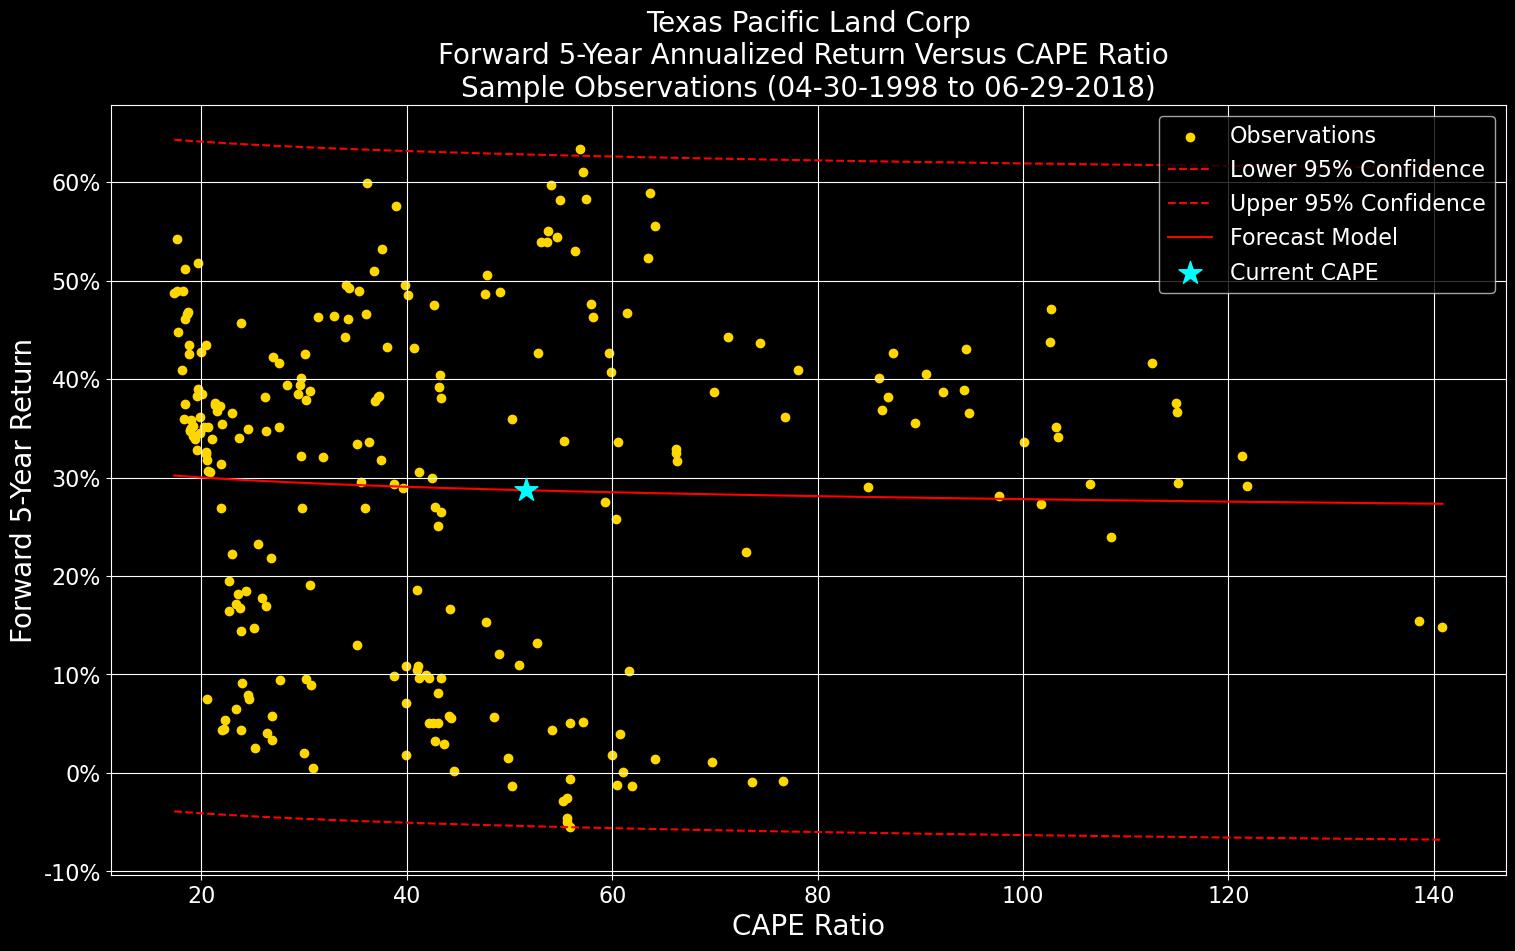 Texas Pacific Land Corp
Forward 5-Year Annualized Return Versus CAPE Ratio
Sample Observations (04-30-1998 to 06-29-2018)
Observations
Lower 95% Confidence
Upper 95% Confidence
Forecast Model
Current CAPE
Forward 5-Year Return
60%
50%
40%
30%
20%
10%
0%
-10%
20 40 60 80 100 120 140
CAPE Ratio